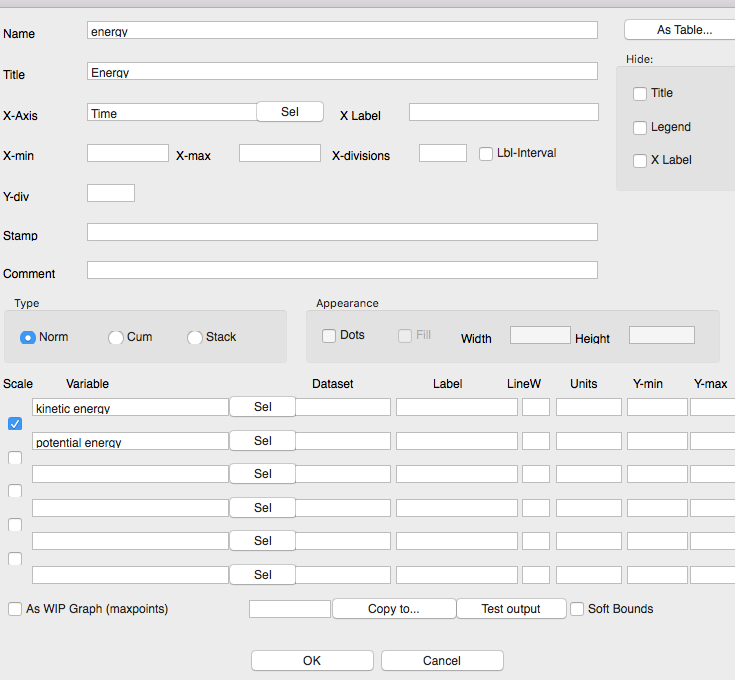 Name energy As Table...
Hide:
Title Energy
Title
X-Axis Time Sel X Label
Legend
X-min X-max X-divisions Lbl-Interval
X Label
Y-div
Stamp
Comment
Type Appearance
Norm Cum Stack Dots Fill Width Height
Scale Variable Dataset Label LineW Units Y-min Y-max
kinetic energy Sel
potential energy Sel
Sel
Sel
Sel
Sel
As WIP Graph (maxpoints) Copy to... Test output Soft Bounds
OK Cancel